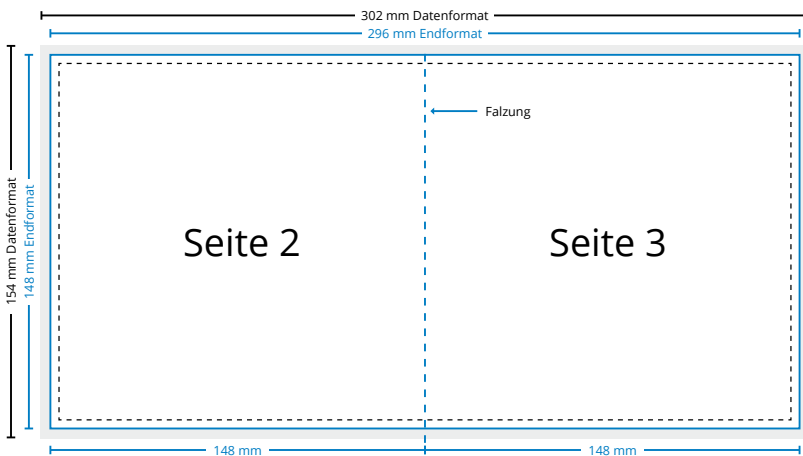 302 mm Datenformat
296 mm Endformat
Falzung
154 mm Datenformat
148 mm Endformat
Seite 2
Seite 3
148 mm
148 mm